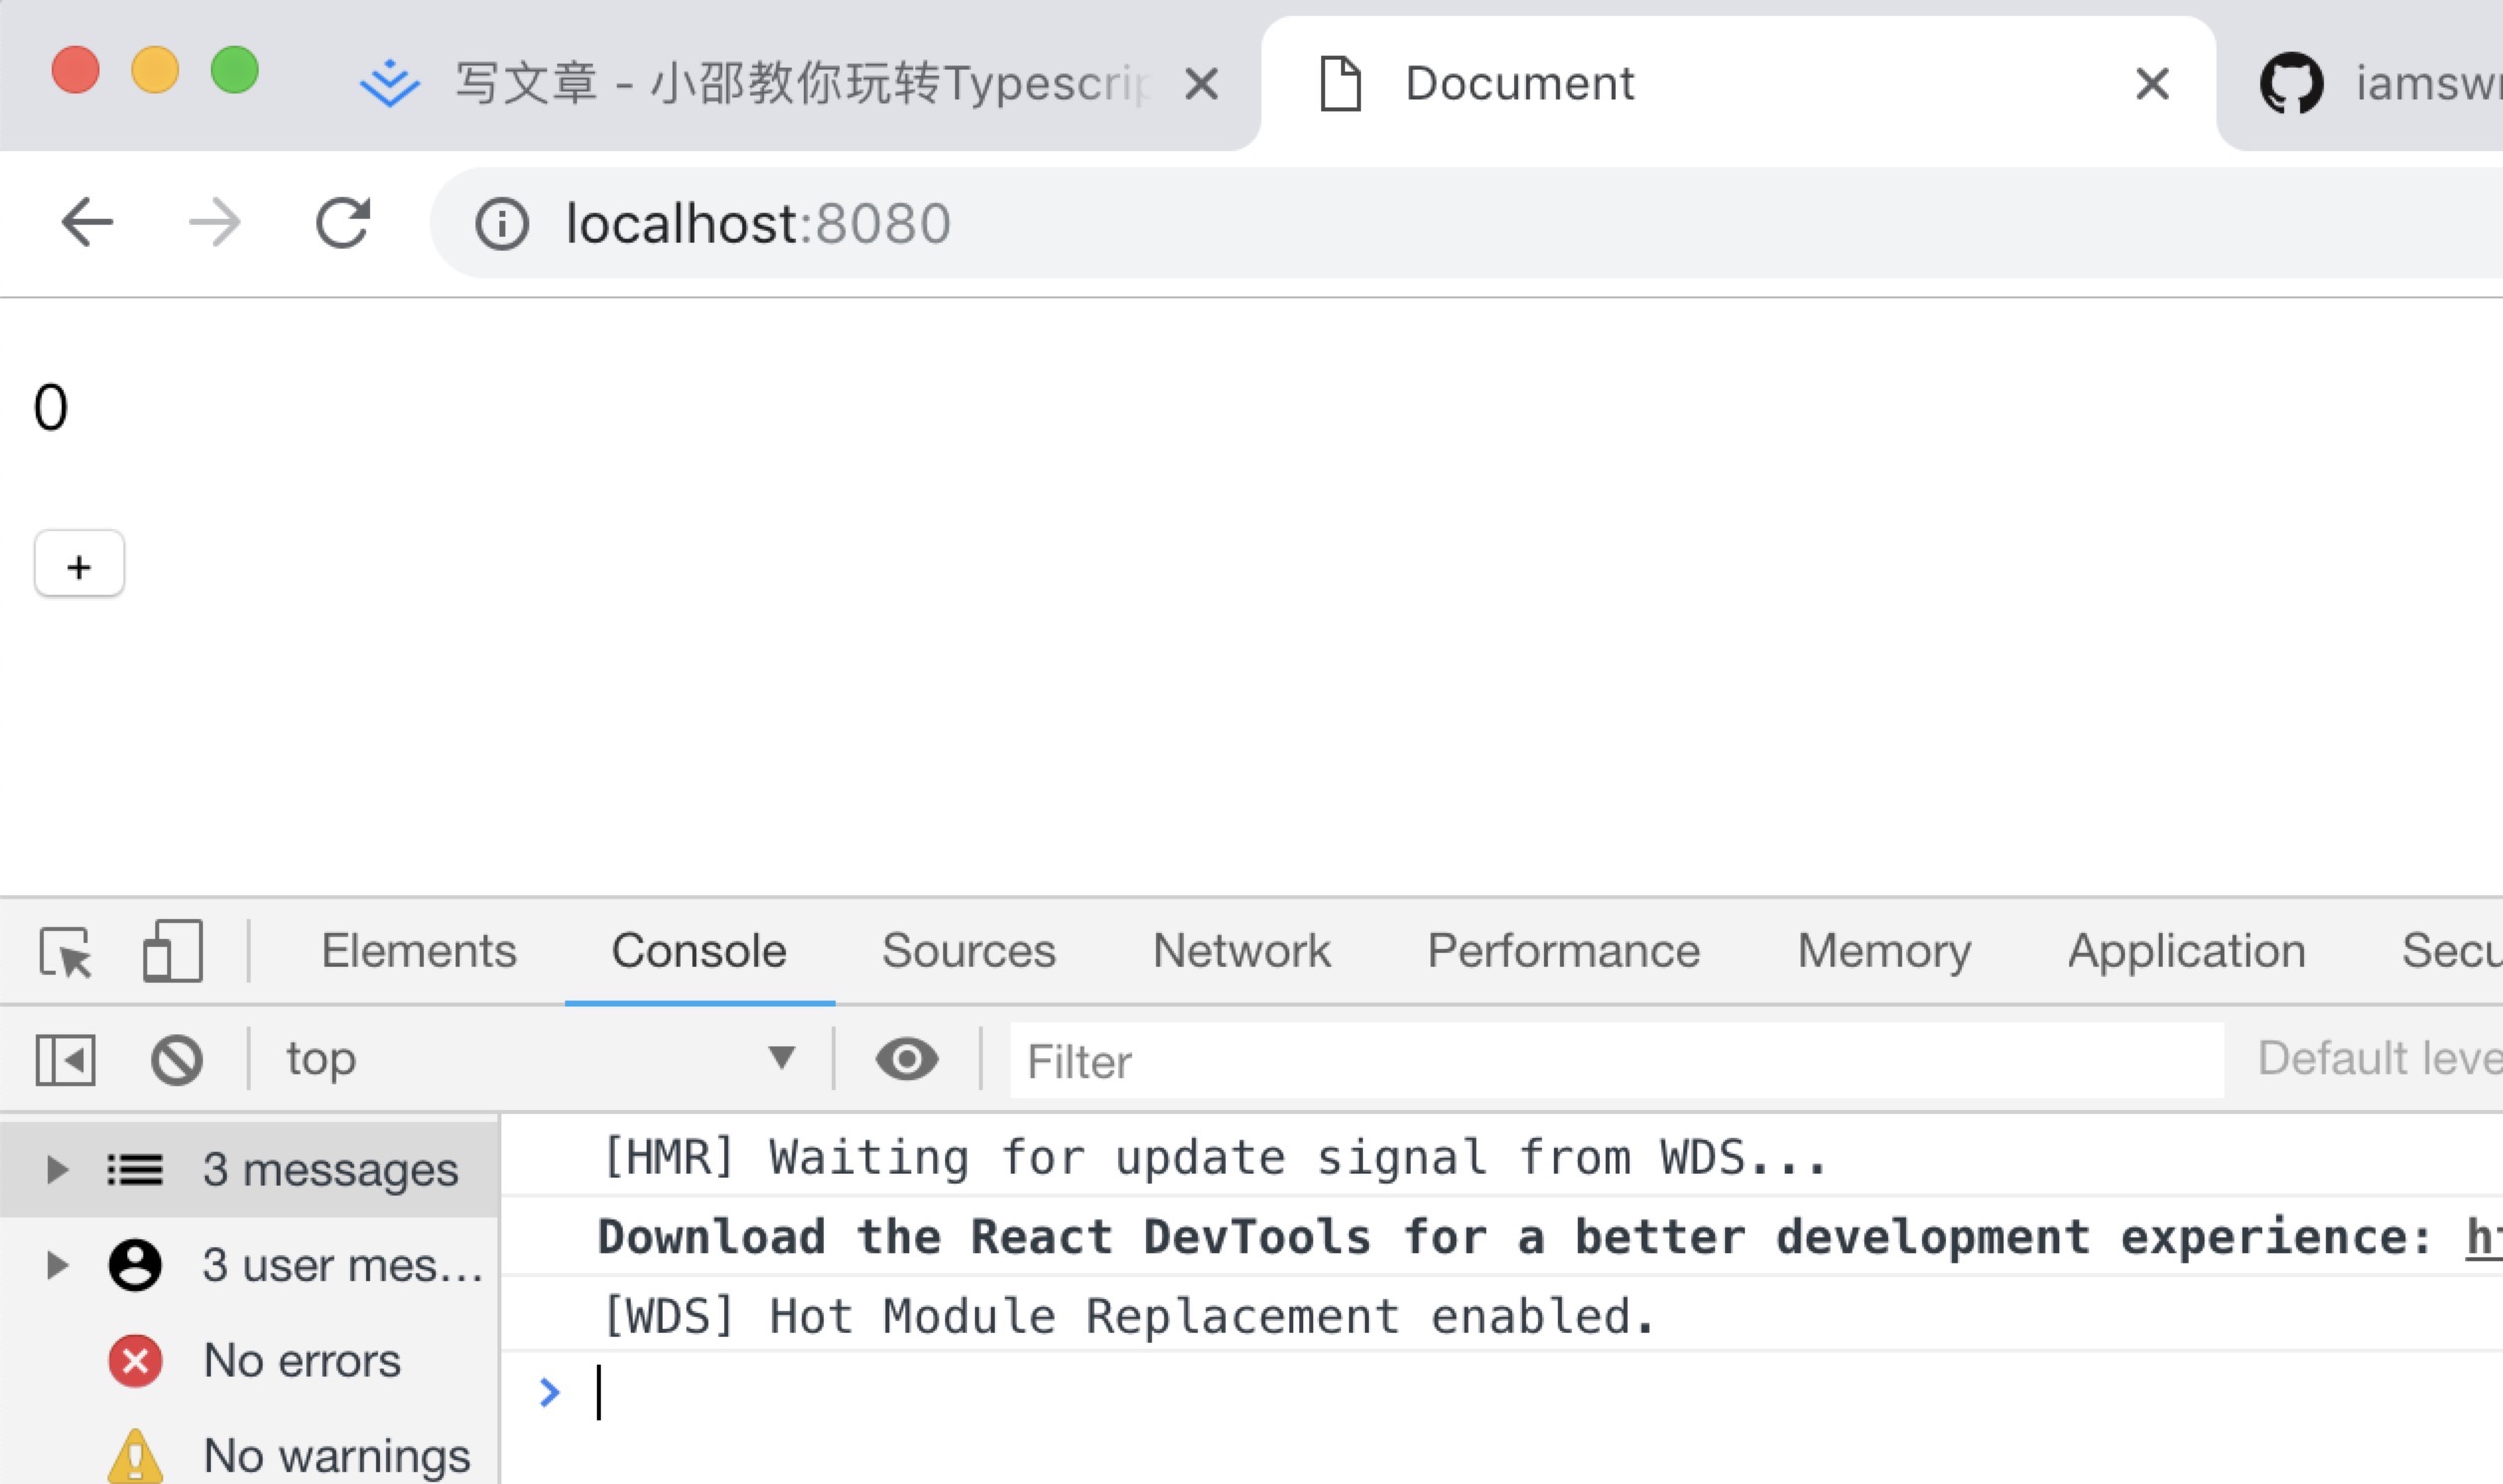 写文章 - 小邵教你玩转Typescrip
Document
iamswr
localhost:8080
0
+
Elements Console Sources Network Performance Memory Application Secu
top Filter Default leve
3 messages
3 user mes...
No errors
No warnings
[HMR] Waiting for update signal from WDS...
Download the React DevTools for a better development experience: ht
[WDS] Hot Module Replacement enabled.
>